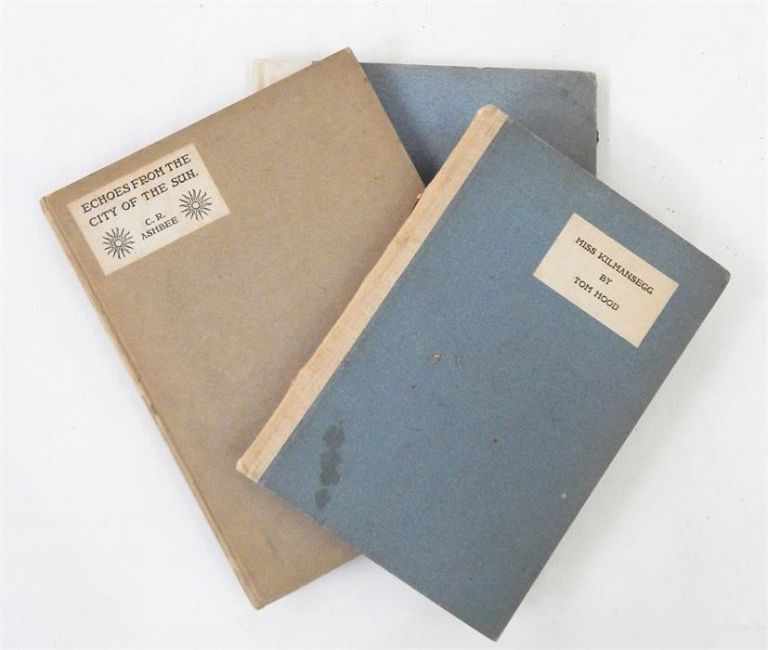 ECHOES FROM THE
CITY OF THE SUN.
C. R.
ASHBEE
MISS KILMANSEGG
BY
TOM HOOD